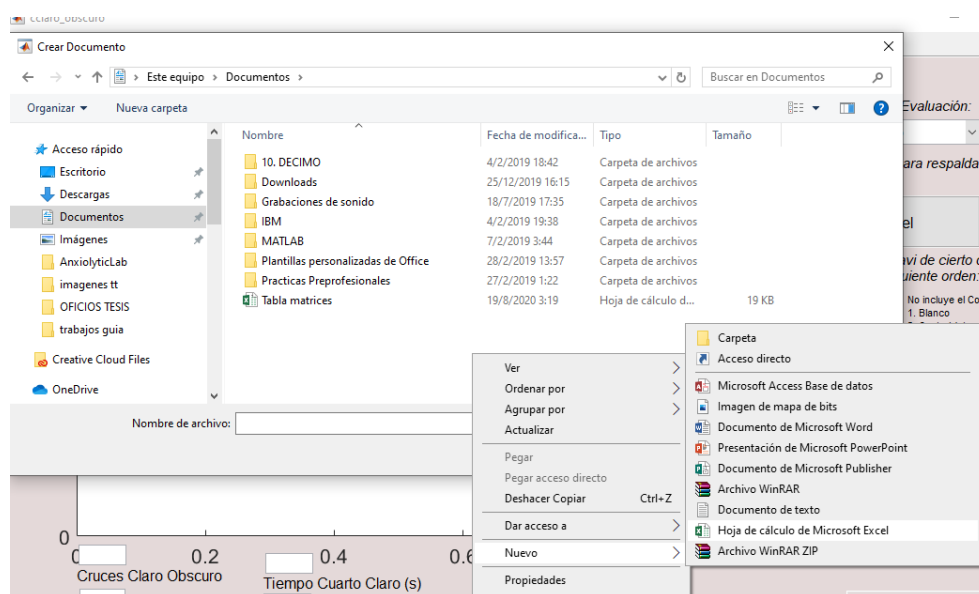 cclaro_obscuro
Crear Documento
Este equipo > Documentos >
Buscar en Documentos
Organizar
Nueva carpeta
Evaluación:
Nombre
Fecha de modifica...
Tipo
Tamaño
Acceso rápido
Escritorio
Descargas
Documentos
Imágenes
AnxiolyticLab
imagenes tt
OFICIOS TESIS
trabajos guia
Creative Cloud Files
OneDrive
10. DECIMO 4/2/2019 18:42 Carpeta de archivos
Downloads 25/12/2019 16:15 Carpeta de archivos
Grabaciones de sonido 18/7/2019 17:35 Carpeta de archivos
IBM 4/2/2019 19:38 Carpeta de archivos
MATLAB 7/2/2019 3:44 Carpeta de archivos
Plantillas personalizadas de Office 28/2/2019 13:57 Carpeta de archivos
Practicas Preprofesionales 27/2/2019 1:22 Carpeta de archivos
Tabla matrices 19/8/2020 3:19 Hoja de cálculo d... 19 KB
ara respalda
el
avi de cierto
uiente orden:
No incluye el Co
1. Blanco
Nombre de archivo:
Ver
Ordenar por
Agrupar por
Actualizar
Pegar
Pegar acceso directo
Deshacer Copiar Ctrl+Z
Dar acceso a
Nuevo
Propiedades
Carpeta
Acceso directo
Microsoft Access Base de datos
Imagen de mapa de bits
Documento de Microsoft Word
Presentación de Microsoft PowerPoint
Documento de Microsoft Publisher
Archivo WinRAR
Documento de texto
Hoja de cálculo de Microsoft Excel
Archivo WinRAR ZIP
0
0 0.2 0.4 0.6
Cruces Claro Obscuro
Tiempo Cuarto Claro (s)